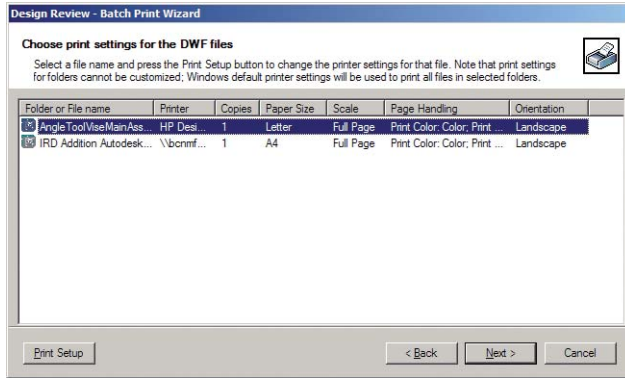 Design Review - Batch Print Wizard
Choose print settings for the DWF files
Select a file name and press the Print Setup button to change the printer settings for that file. Note that print settings
for folders cannot be customized; Windows default printer settings will be used to print all files in selected folders.
Folder or File name Printer Copies Paper Size Scale Page Handling Orientation
AngleToolViseMainAss... HP Desi... 1 Letter Full Page Print Color: Color; Print ... Landscape
IRD Addition Autodesk... \\bcnmf... 1 A4 Full Page Print Color: Color; Print ... Landscape
Print Setup < Back Next > Cancel